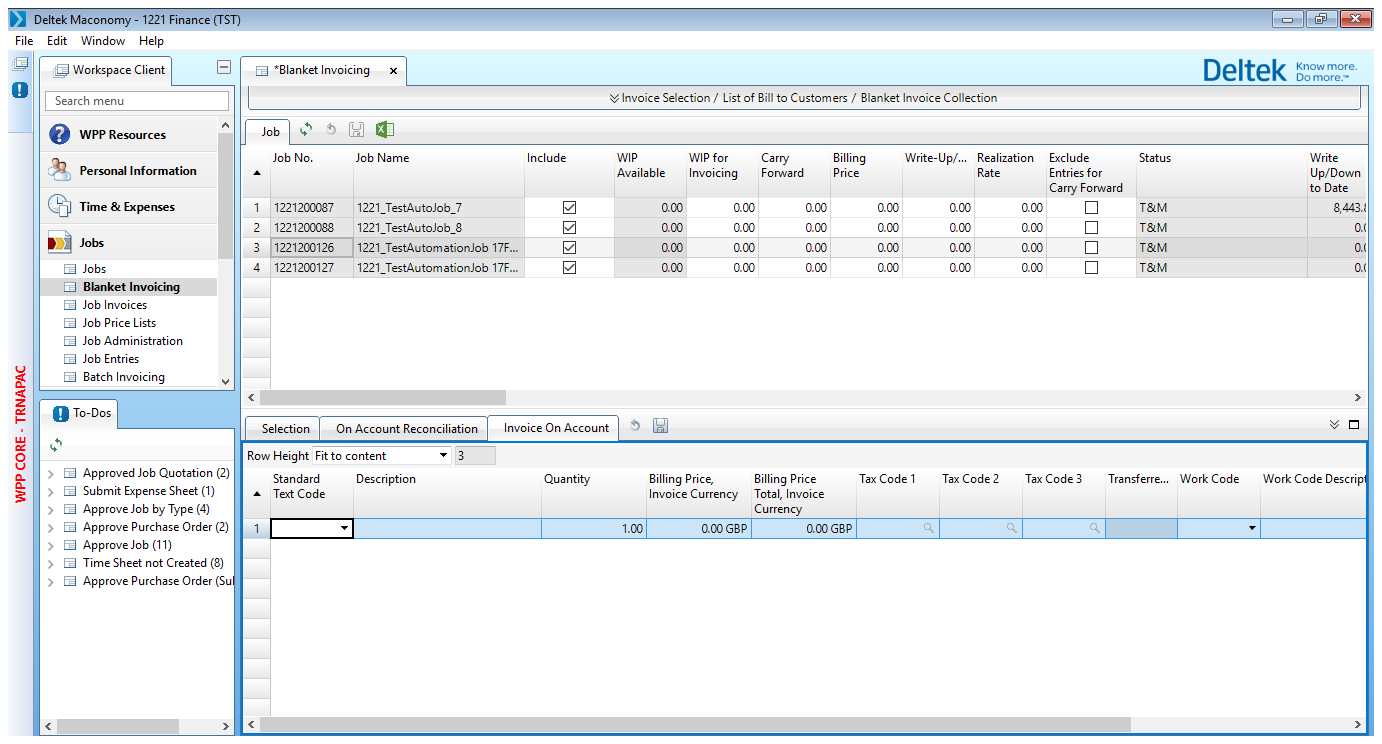 Deltek Maconomy - 1221 Finance (TST)
File Edit Window Help
Workspace Client
Search menu
WPP Resources
Personal Information
Time & Expenses
Jobs
Jobs
Blanket Invoicing
Job Invoices
Job Price Lists
Job Administration
Job Entries
Batch Invoicing
WPP CORE - TRNAPAC
To-Dos
Approved Job Quotation (2)
Submit Expense Sheet (1)
Approve Job by Type (4)
Approve Purchase Order (2)
Approve Job (11)
Time Sheet not Created (8)
Approve Purchase Order (Sul
*Blanket Invoicing x
Deltek Know more.
Do more.™
Invoice Selection / List of Bill to Customers / Blanket Invoice Collection
Job
Job No. Job Name Include WIP Available WIP for Invoicing Carry Forward Billing Price Write-Up/... Realization Rate Exclude Entries for Carry Forward Status Write Up/Down to Date
1 1221200087 1221_TestAutoJob_7 0.00 0.00 0.00 0.00 0.00 0.00 T&M 8,443.8
2 1221200088 1221_TestAutoJob_8 0.00 0.00 0.00 0.00 0.00 0.00 T&M 0.0
3 1221200126 1221_TestAutomationJob 17F... 0.00 0.00 0.00 0.00 0.00 0.00 T&M 0.0
4 1221200127 1221_TestAutomationJob 17F... 0.00 0.00 0.00 0.00 0.00 0.00 T&M 0.0
Selection On Account Reconciliation Invoice On Account
Row Height Fit to content 3
Standard Text Code Description Quantity Billing Price, Invoice Currency Billing Price Total, Invoice Currency Tax Code 1 Tax Code 2 Tax Code 3 Transferre... Work Code Work Code Descript
1 1.00 0.00 GBP 0.00 GBP